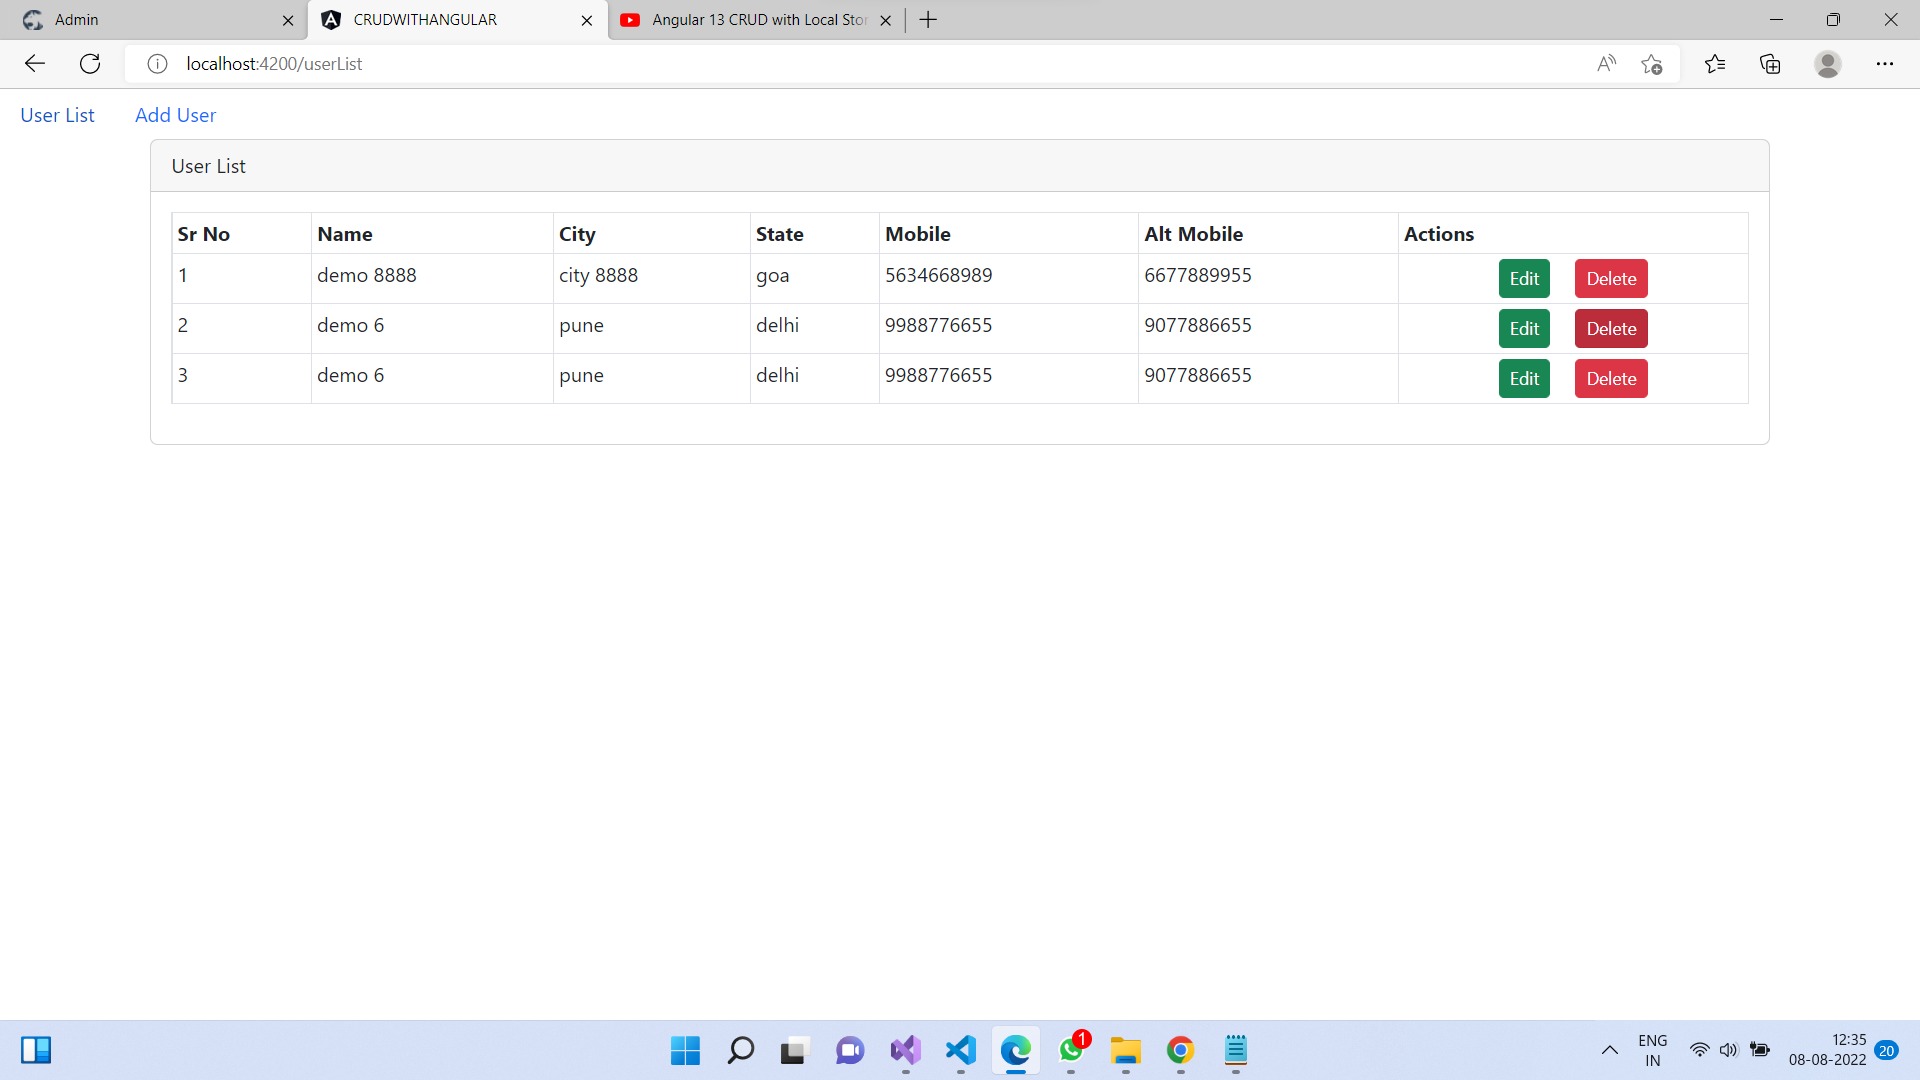 Admin
CRUDWITHANGULAR
Angular 13 CRUD with Local Stor
localhost:4200/userList
User List
Add User
User List
Sr No Name City State Mobile Alt Mobile Actions
1 demo 8888 city 8888 goa 5634668989 6677889955 Edit Delete
2 demo 6 pune delhi 9988776655 9077886655 Edit Delete
3 demo 6 pune delhi 9988776655 9077886655 Edit Delete
1
ENG
IN
12:35
08-08-2022
20